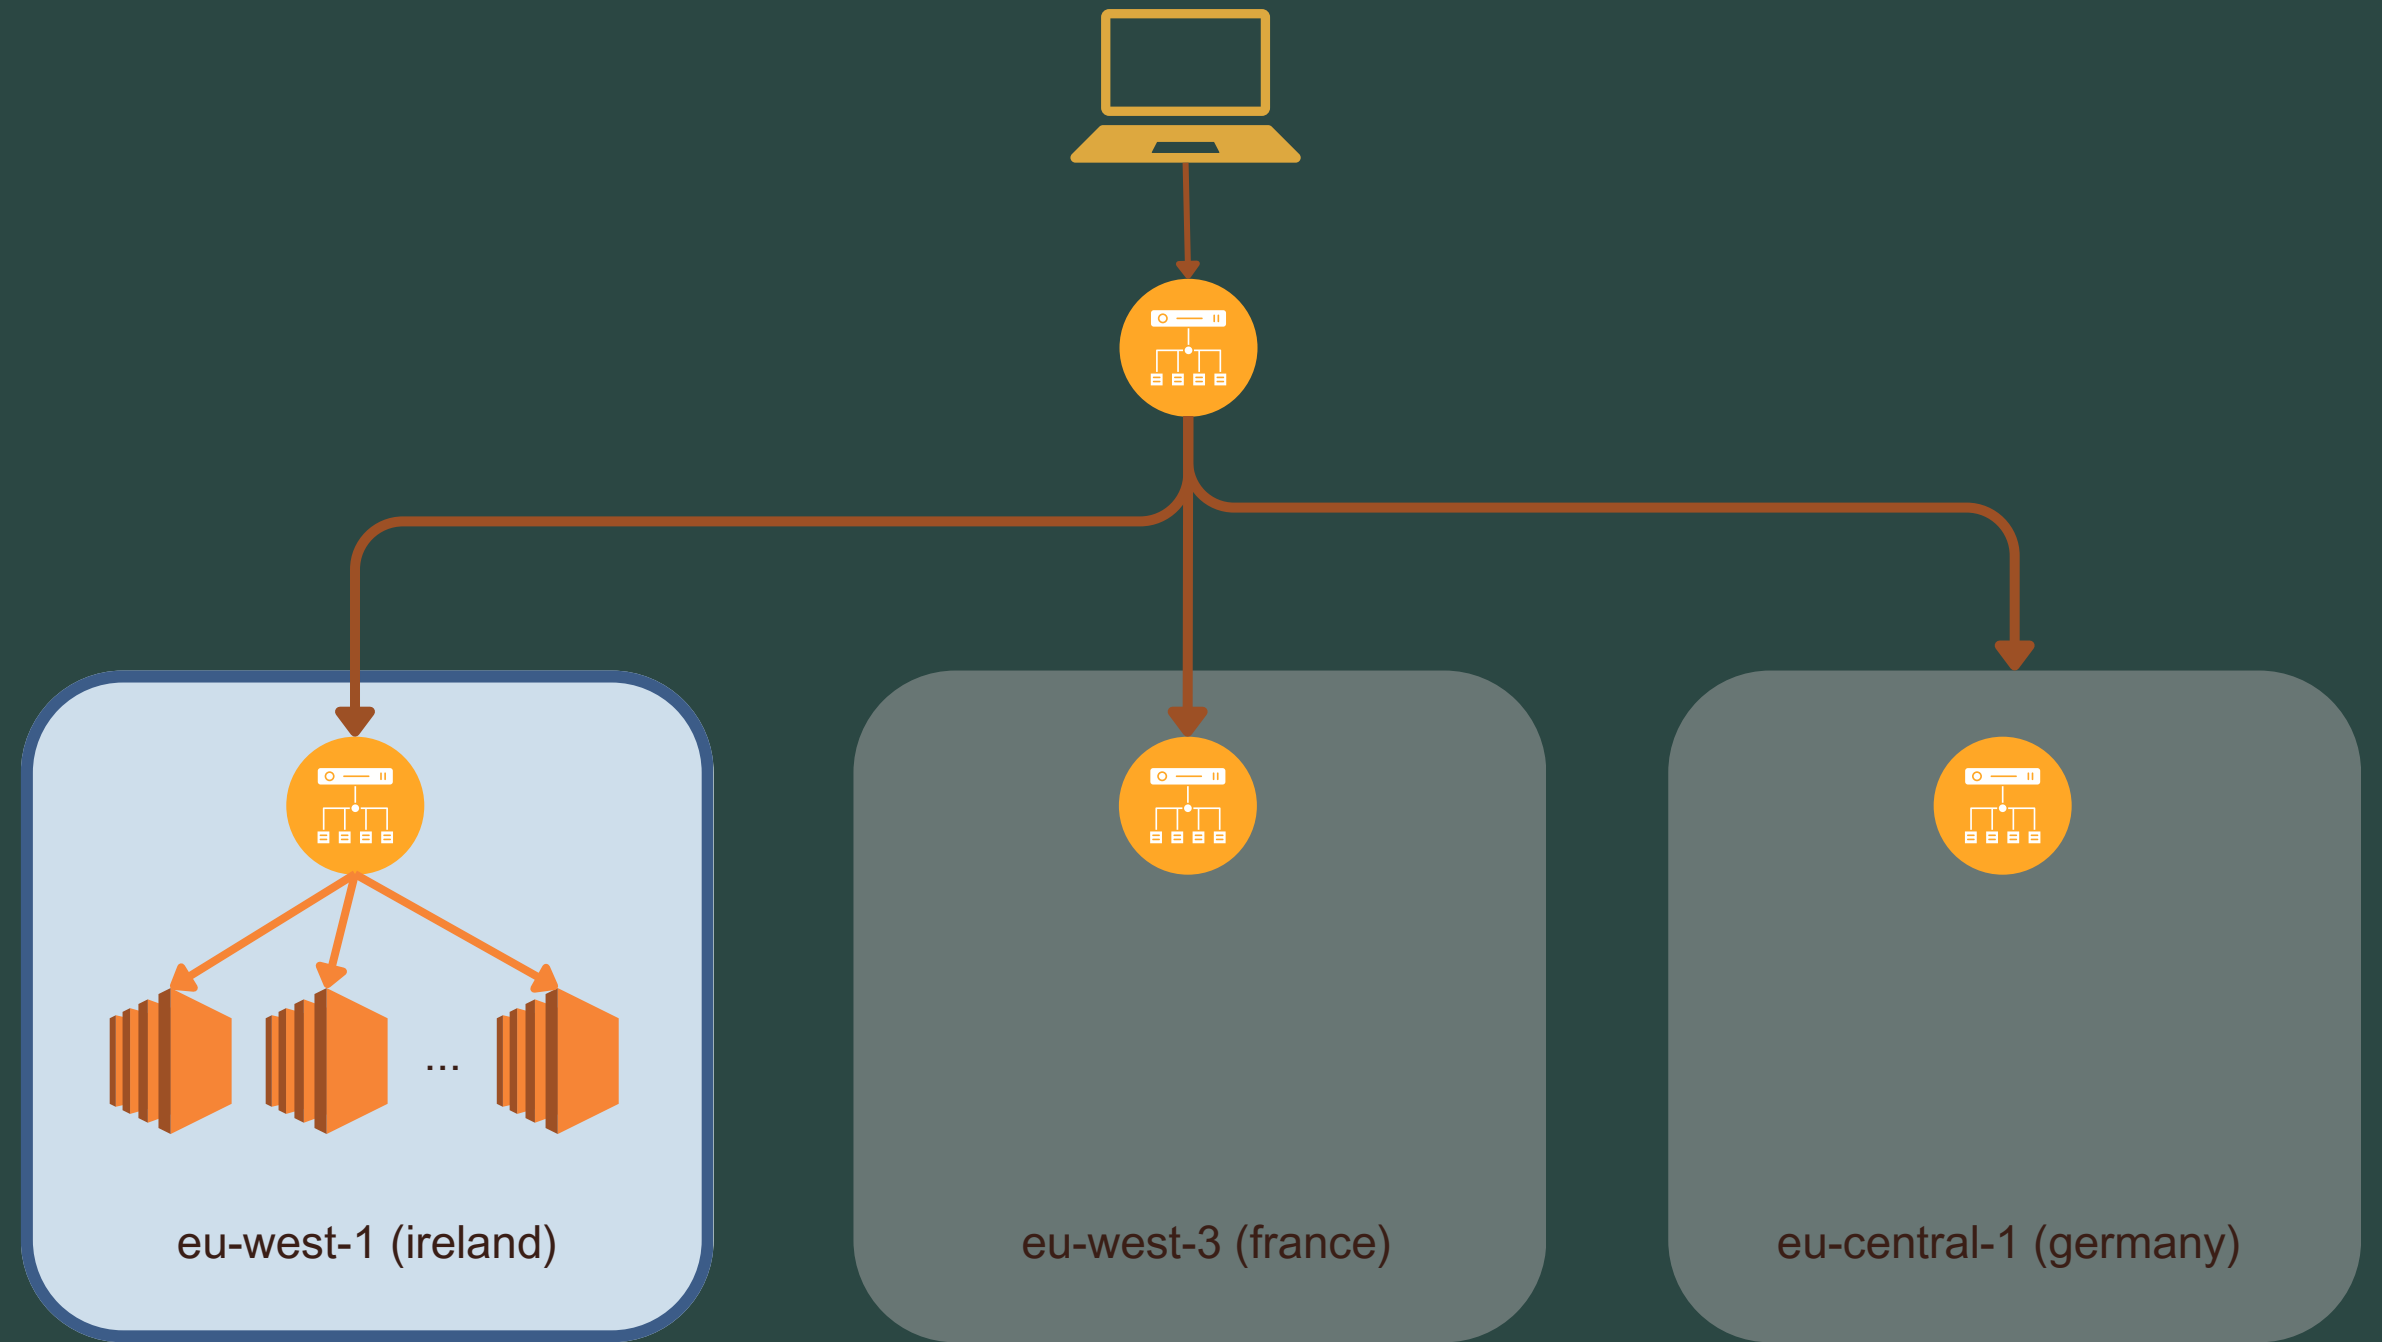 ...
eu-west-1 (ireland)
eu-west-3 (france)
eu-central-1 (germany)